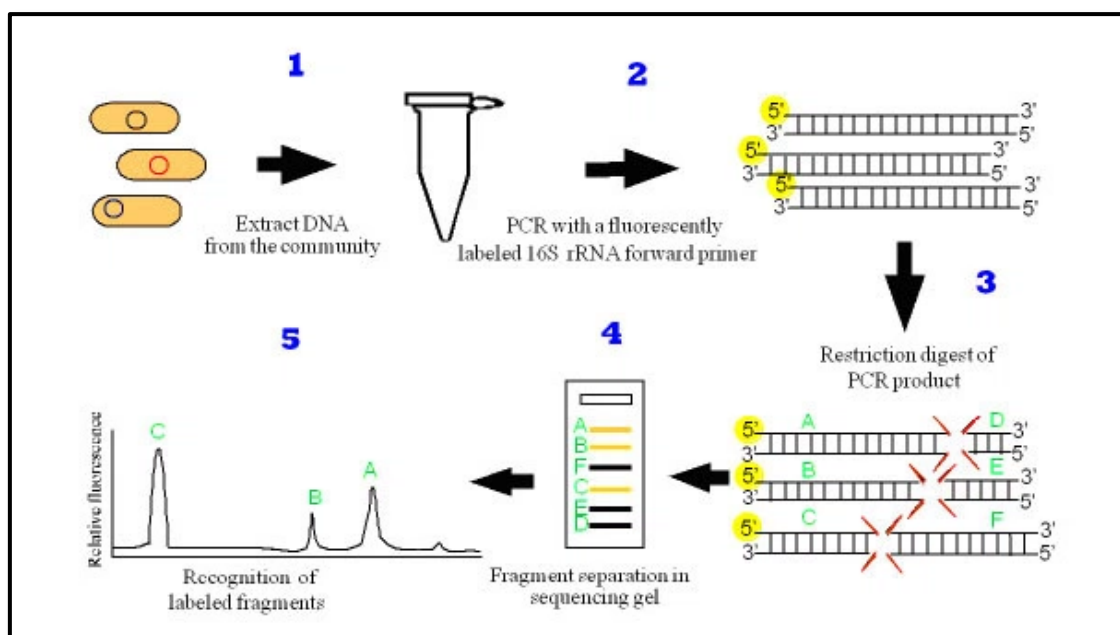 1
Extract DNA
from the community
2
PCR with a fluorescently
labeled 16S rRNA forward primer
5' 3'
3' 5'
5' 3'
3' 5'
5' 3'
3' 5'
3
Restriction digest of
PCR product
5' A D 3'
3' 5'
5' B E 3'
3' 5'
5' C F 3'
3' 5'
4
A
B
F
C
E
D
Fragment separation in
sequencing gel
5
Relative fluorescence
C
B
A
Recognition of
labeled fragments